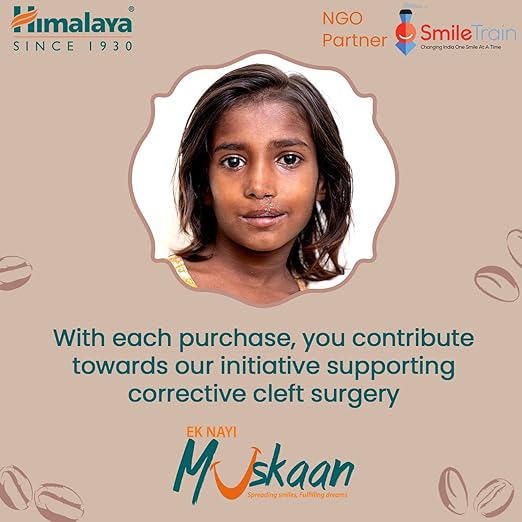 Himalaya
SINCE 1930
NGO
Partner
SmileTrain
Changing India One Smile At A Time
With each purchase, you contribute
towards our initiative supporting
corrective cleft surgery
EK NAYI
Muskaan
Spreading smiles, Fulfilling dreams